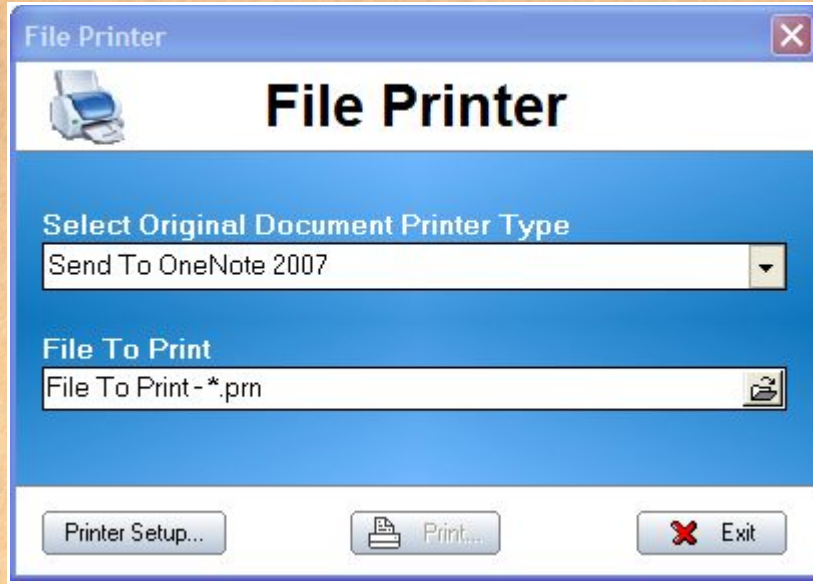 File Printer
File Printer
Select Original Document Printer Type
Send To OneNote 2007
File To Print
File To Print - *.prn
Printer Setup...
Print...
Exit